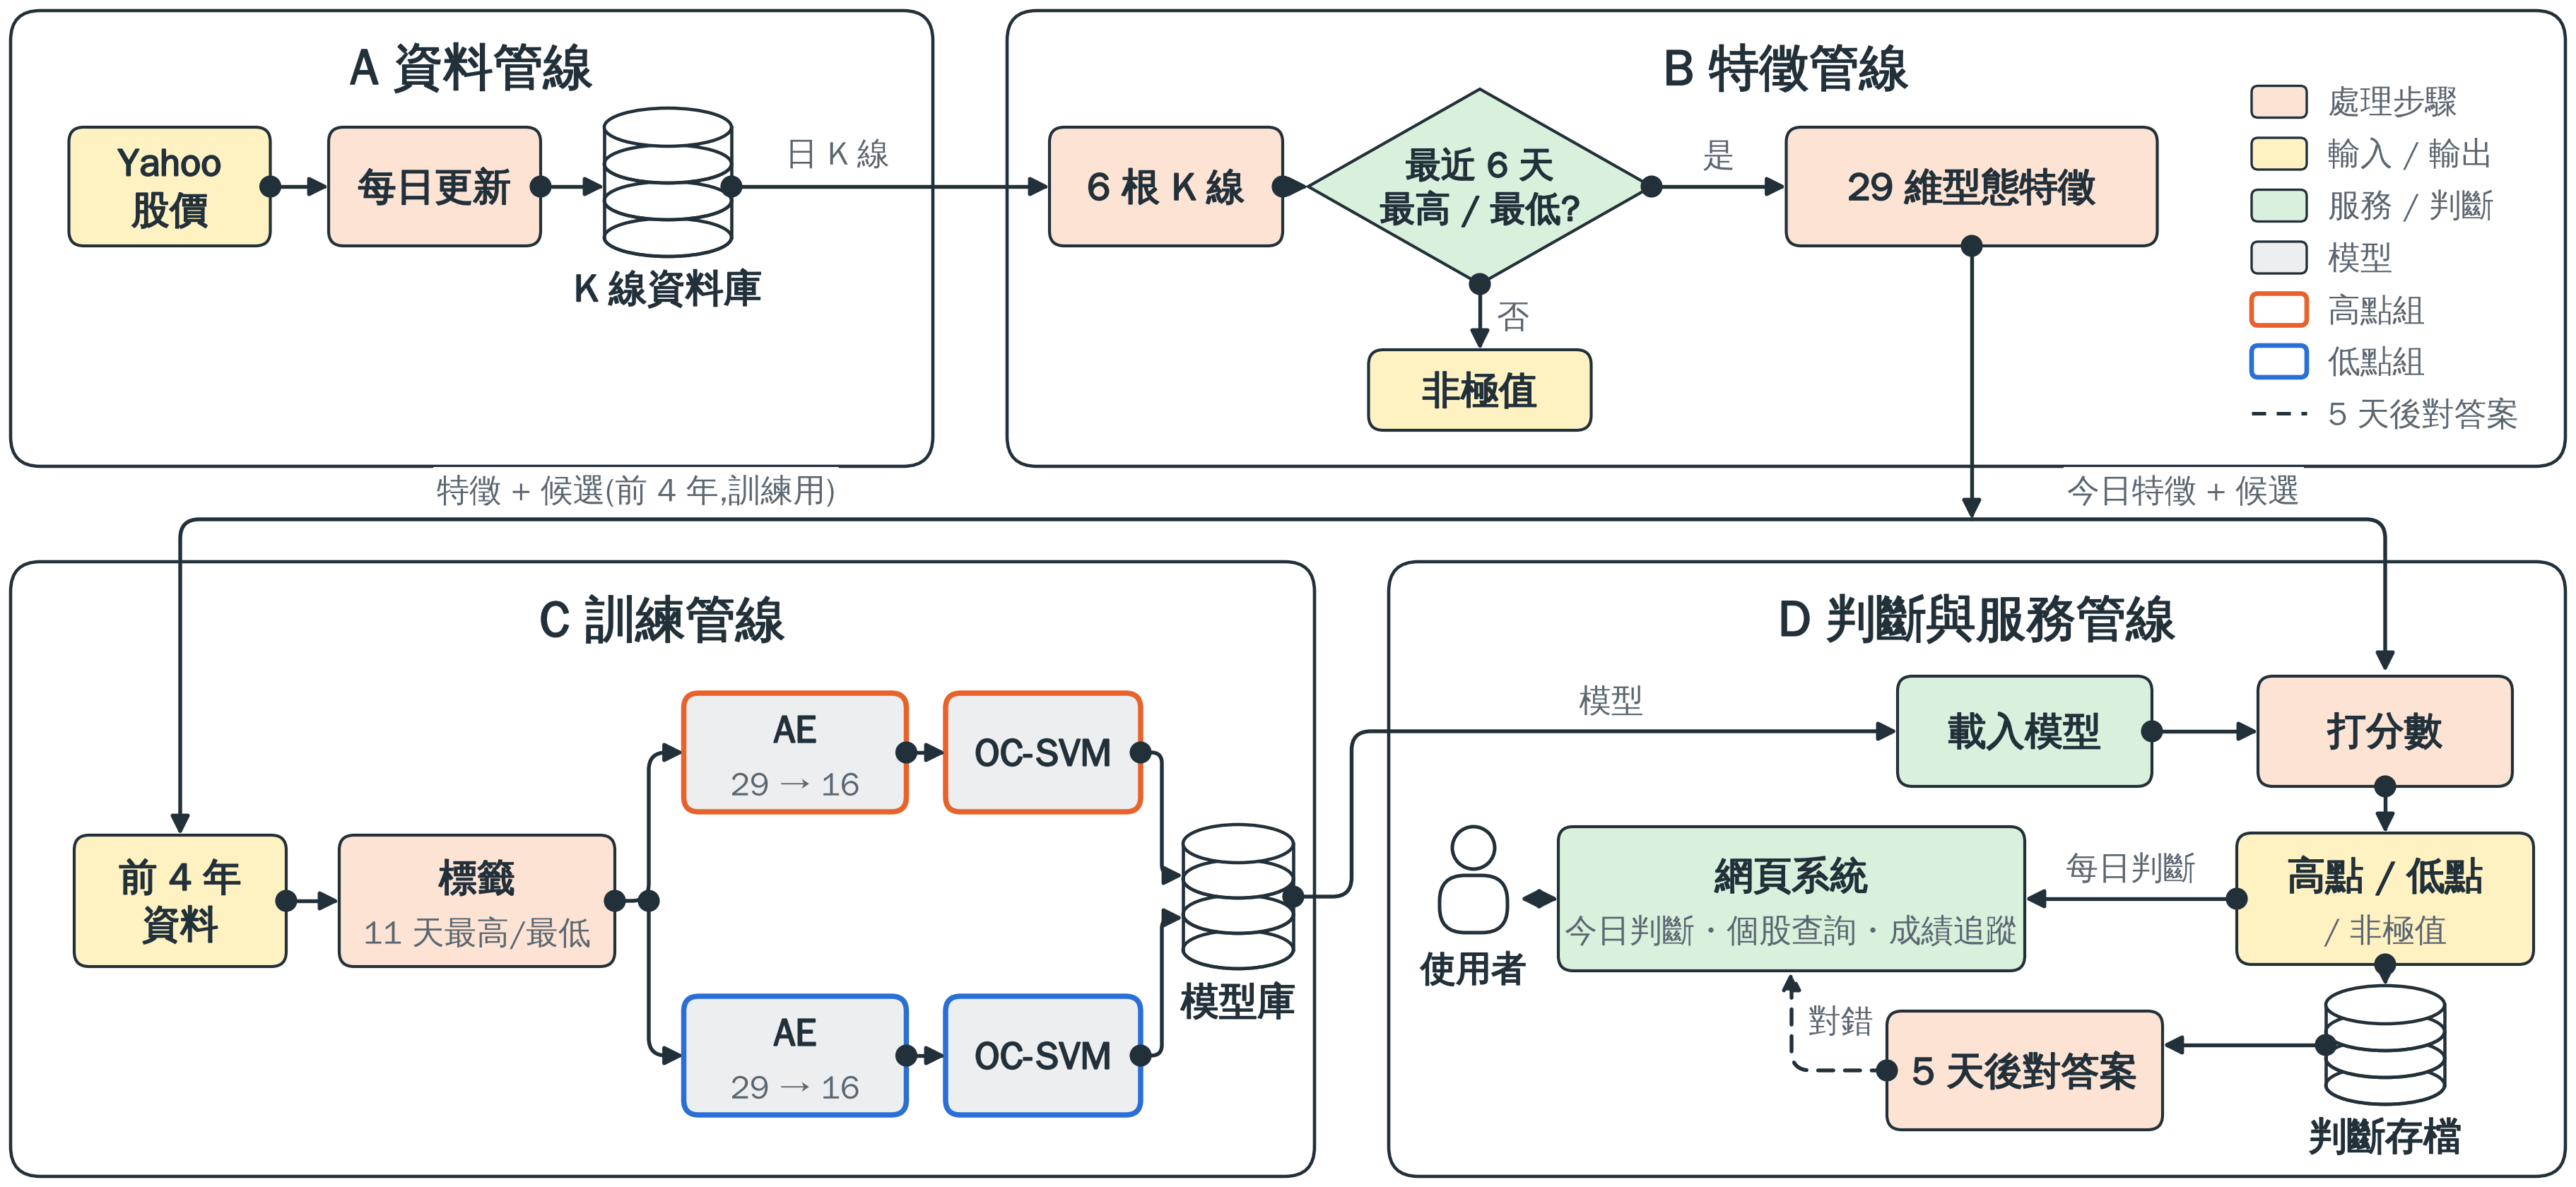 A 資料管線
Yahoo
股價
每日更新
K 線資料庫
日 K 線
B 特徵管線
6 根 K 線
最近 6 天
最高 / 最低?
是
否
非極值
29 維型態特徵
處理步驟
輸入 / 輸出
服務 / 判斷
模型
高點組
低點組
5 天後對答案
特徵 + 候選(前 4 年,訓練用)
今日特徵 + 候選
C 訓練管線
前 4 年
資料
標籤
11 天最高/最低
AE
29 → 16
OC-SVM
AE
29 → 16
OC-SVM
模型庫
D 判斷與服務管線
模型
載入模型
打分數
使用者
網頁系統
今日判斷・個股查詢・成績追蹤
每日判斷
高點 / 低點
/ 非極值
對錯
5 天後對答案
判斷存檔